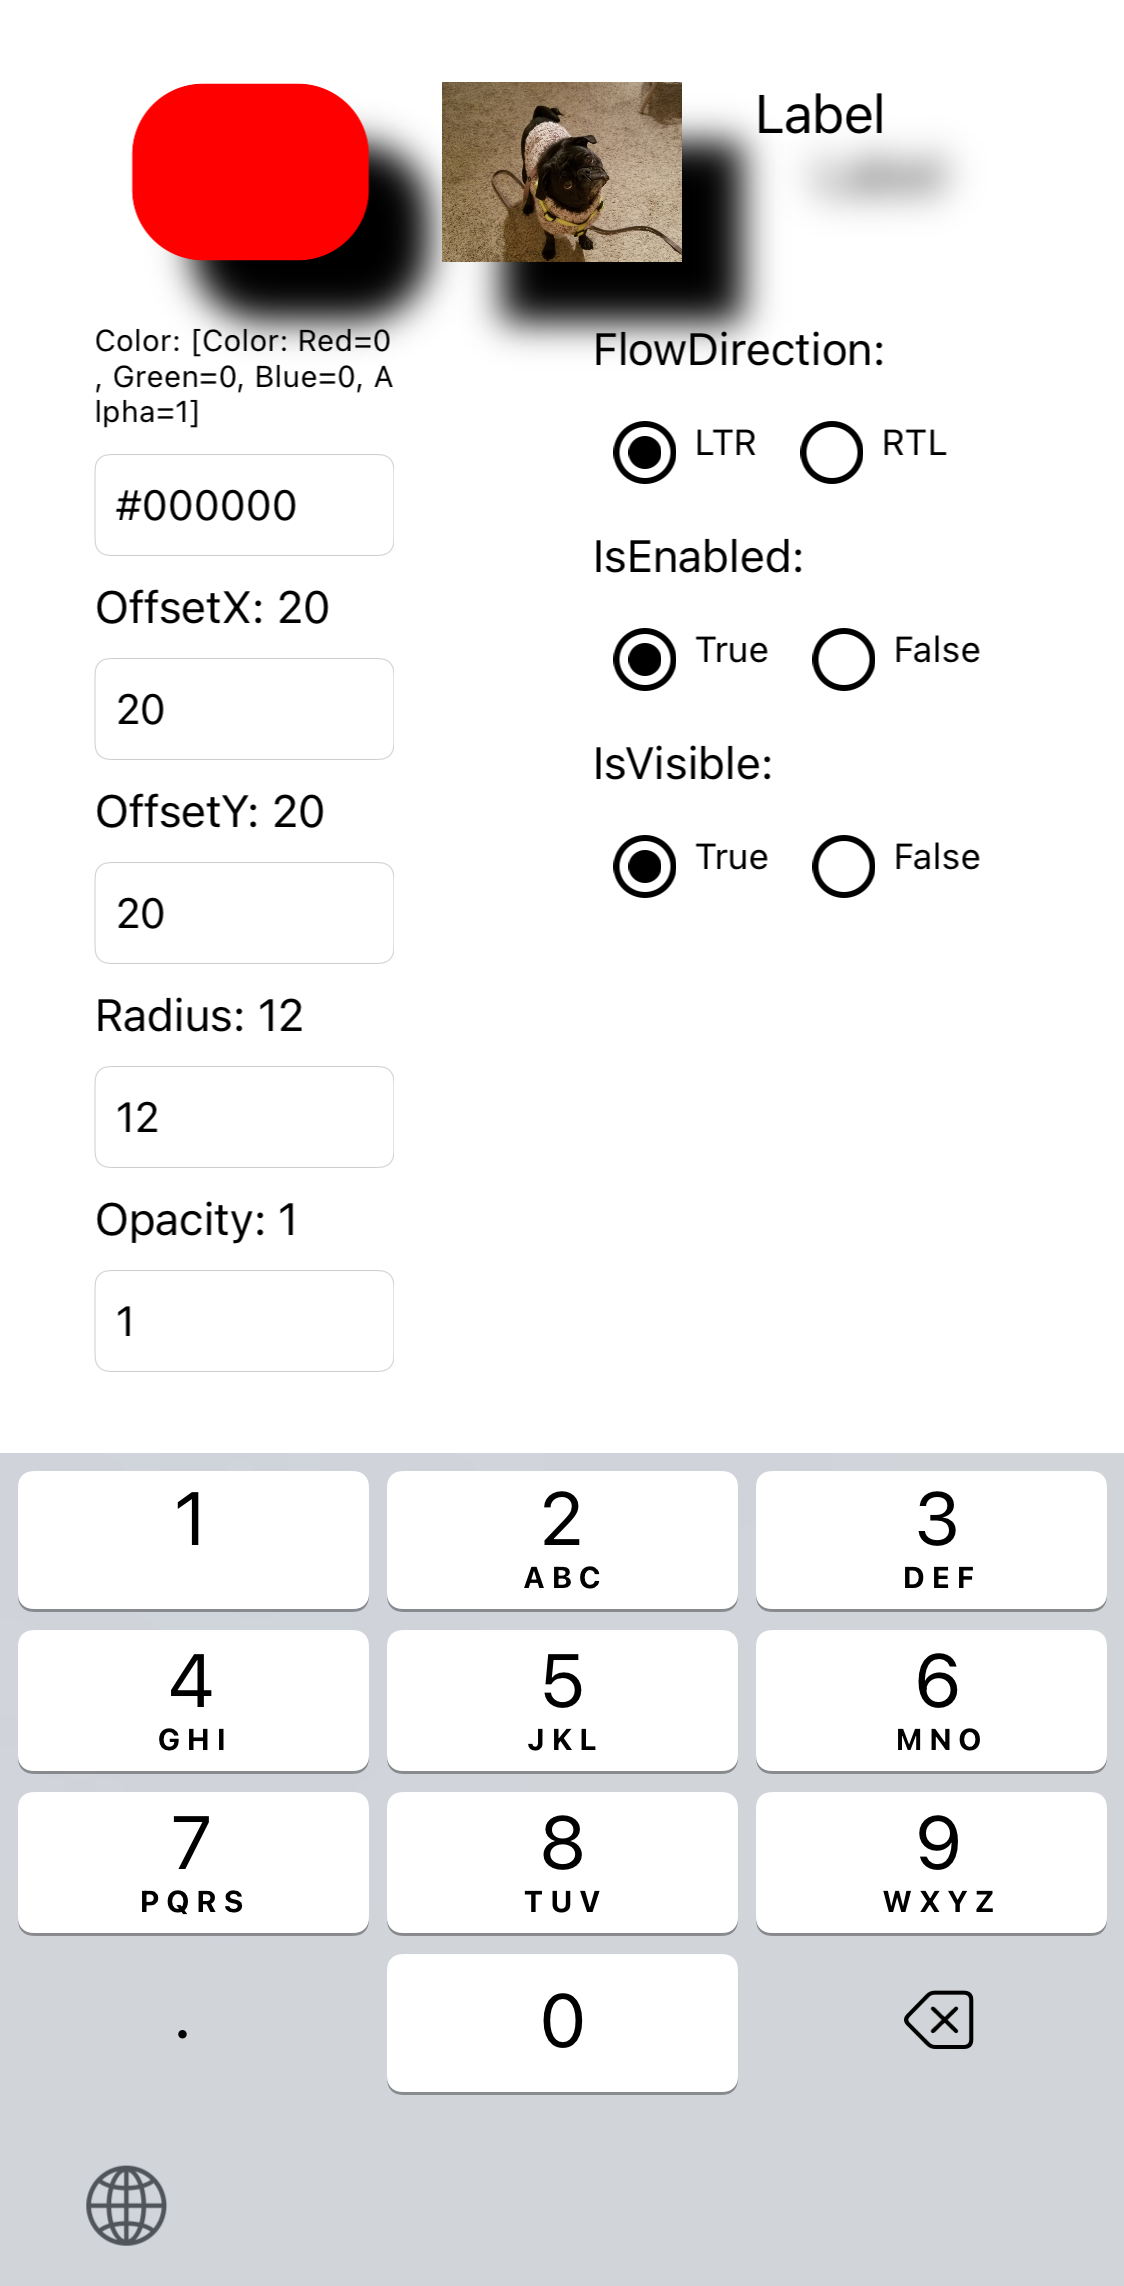 Label
Label
Color: [Color: Red=0
, Green=0, Blue=0, A
lpha=1]
#000000
OffsetX: 20
20
OffsetY: 20
20
Radius: 12
12
Opacity: 1
1
FlowDirection:
LTR RTL
IsEnabled:
True False
IsVisible:
True False
1
2
ABC
3
DEF
4
GHI
5
JKL
6
MNO
7
PQRS
8
TUV
9
WXYZ
.
0